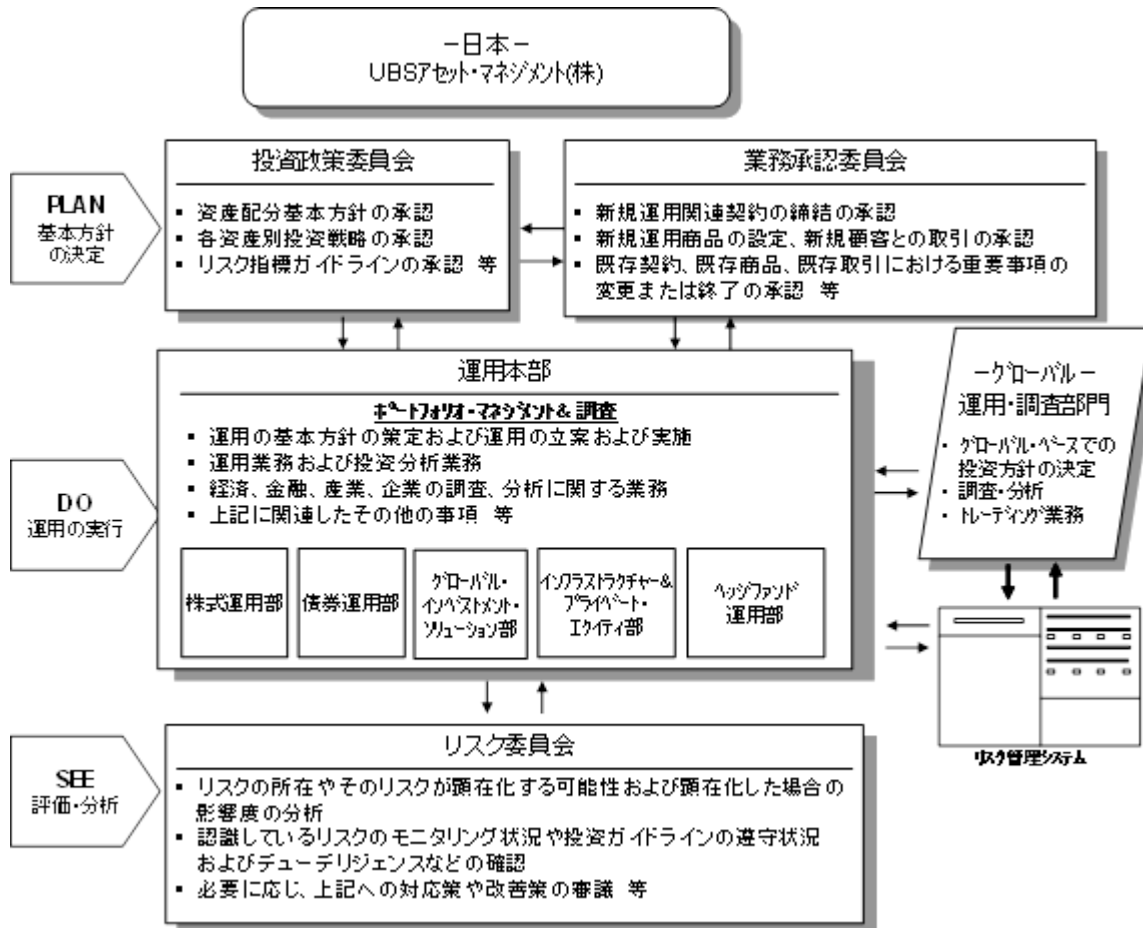 －日本－
UBSアセット・マネジメント(株)
投資政策委員会
▪ 資産配分基本方針の承認
▪ 各資産別投資戦略の承認
▪ リスク指標ガイドラインの承認 等
業務承認委員会
▪ 新規運用関連契約の締結の承認
▪ 新規運用商品の設定、新規顧客との取引の承認
▪ 既存契約、既存商品、既存取引における重要事項の
変更または終了の承認 等
PLAN
基本方針
の決定
運用本部
ポートフォリオ・マネジメント& 調査
▪ 運用の基本方針の策定および運用の立案および実施
▪ 運用業務および投資分析業務
▪ 経済、金融、産業、企業の調査、分析に関する業務
▪ 上記に関連したその他の事項 等
株式運用部
債券運用部
グローバル・
インベストメント・
ソリューション部
インフラストラクチャー&
プライベート・
エクイティ部
ヘッジファンド
運用部
DO
運用の実行
－グローバル－
運用・調査部門
▪ グローバル・ベースでの
投資方針の決定
▪ 調査・分析
▪ トレーディング業務
リスク管理システム
SEE
評価・分析
リスク委員会
▪ リスクの所在やそのリスクが顕在化する可能性および顕在化した場合の
影響度の分析
▪ 認識しているリスクのモニタリング状況や投資ガイドラインの遵守状況
およびデューデリジェンスなどの確認
▪ 必要に応じ、上記への対応策や改善策の審議 等